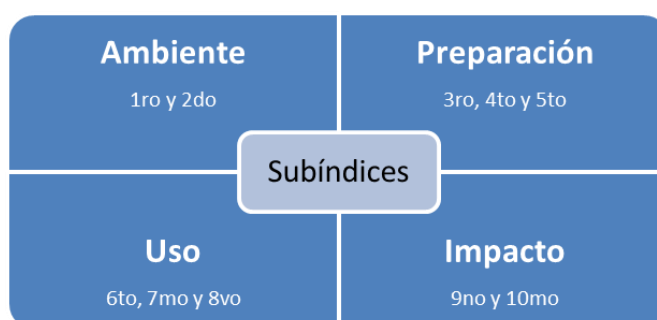 Ambiente
1ro y 2do
Preparación
3ro, 4to y 5to
Subíndices
Uso
6to, 7mo y 8vo
Impacto
9no y 10mo